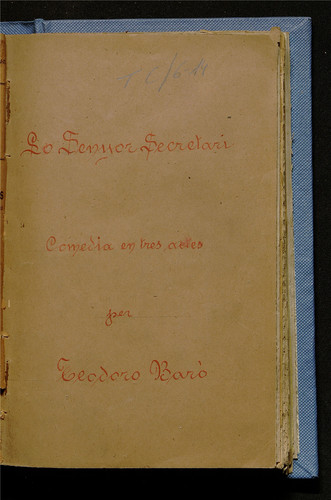 Lo Senyor Secretari
Comedia en tres actes
per
Teodoro Baró